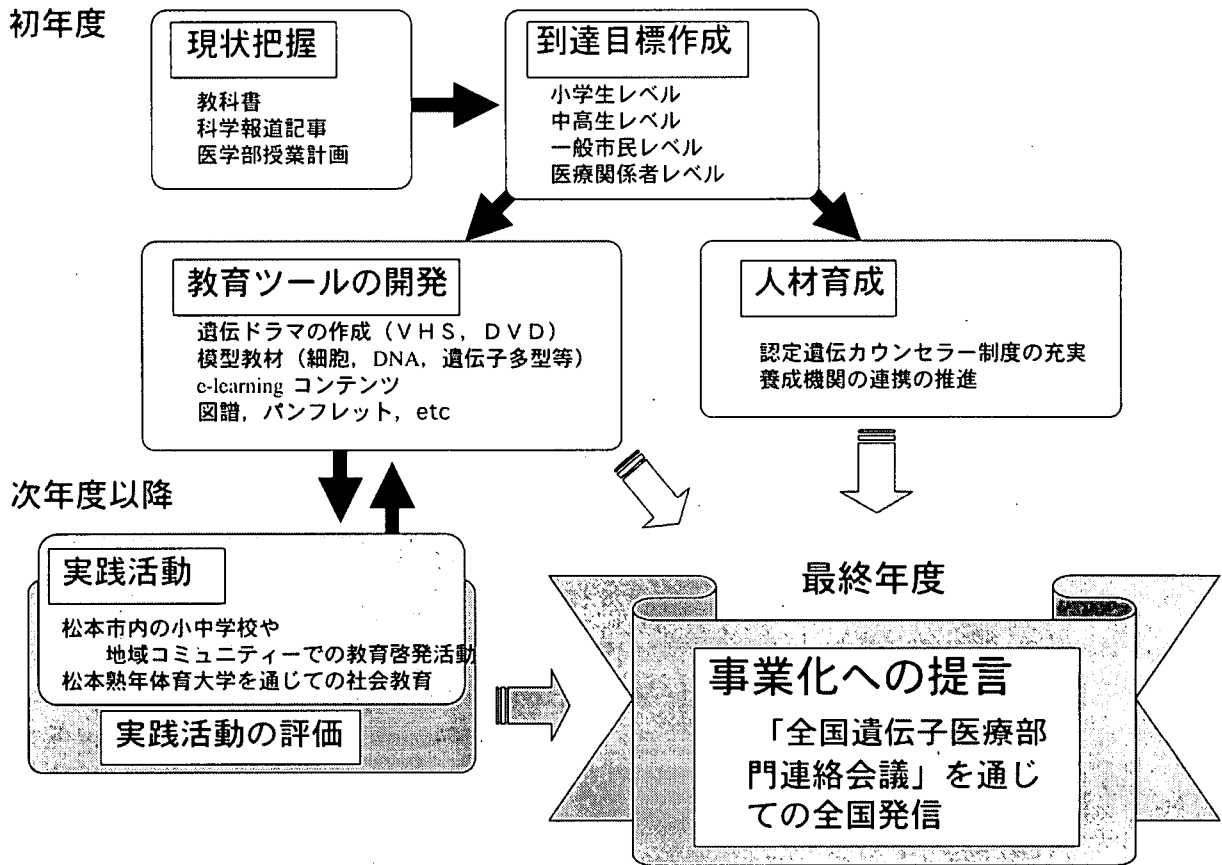 初年度
現状把握
教科書
科学報道記事
医学部授業計画
到達目標作成
小学生レベル
中高生レベル
一般市民レベル
医療関係者レベル
教育ツールの開発
遺伝ドラマの作成（VHS，DVD）
模型教材（細胞，DNA，遺伝子多型等）
e-learning コンテンツ
図譜，パンフレット，etc
人材育成
認定遺伝カウンセラー制度の充実
養成機関の連携の推進
次年度以降
実践活動
松本市内の小中学校や
地域コミュニティーでの教育啓発活動
松本熟年体育大学を通じての社会教育
実践活動の評価
最終年度
事業化への提言
「全国遺伝子医療部
門連絡会議」を通じ
ての全国発信